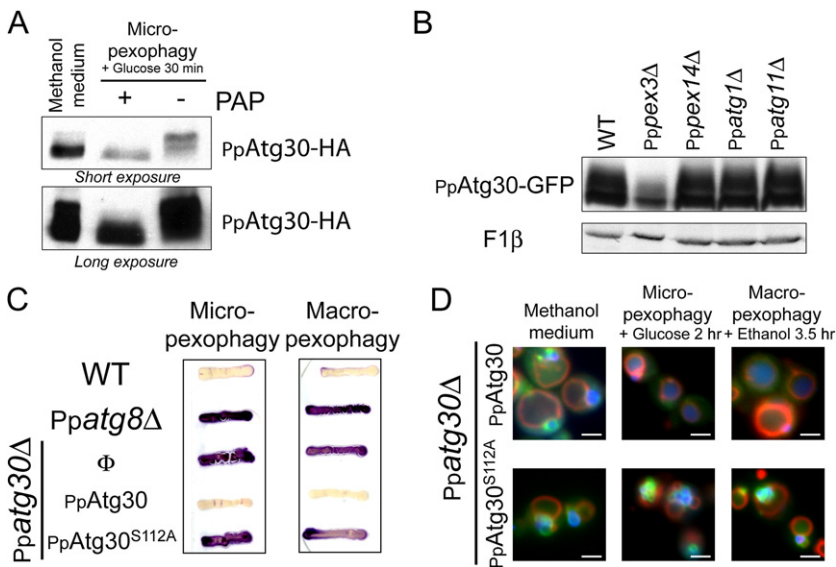 A
Micro-
pexophagy
+ Glucose 30 min
Methanol
medium
+ - PAP
PpAtg30-HA
Short exposure
PpAtg30-HA
Long exposure
B
WT
Pppex3Δ
Pppex14Δ
Ppatg1Δ
Ppatg11Δ
PpAtg30-GFP
F1β
C
Micro-
pexophagy
Macro-
pexophagy
WT
Ppatg8Δ
Ppatg30Δ
Φ
PpAtg30
PpAtg30S112A
D
Methanol
medium
Micro-
pexophagy
+ Glucose 2 hr
Macro-
pexophagy
+ Ethanol 3.5 hr
Ppatg30Δ
PpAtg30
PpAtg30S112A